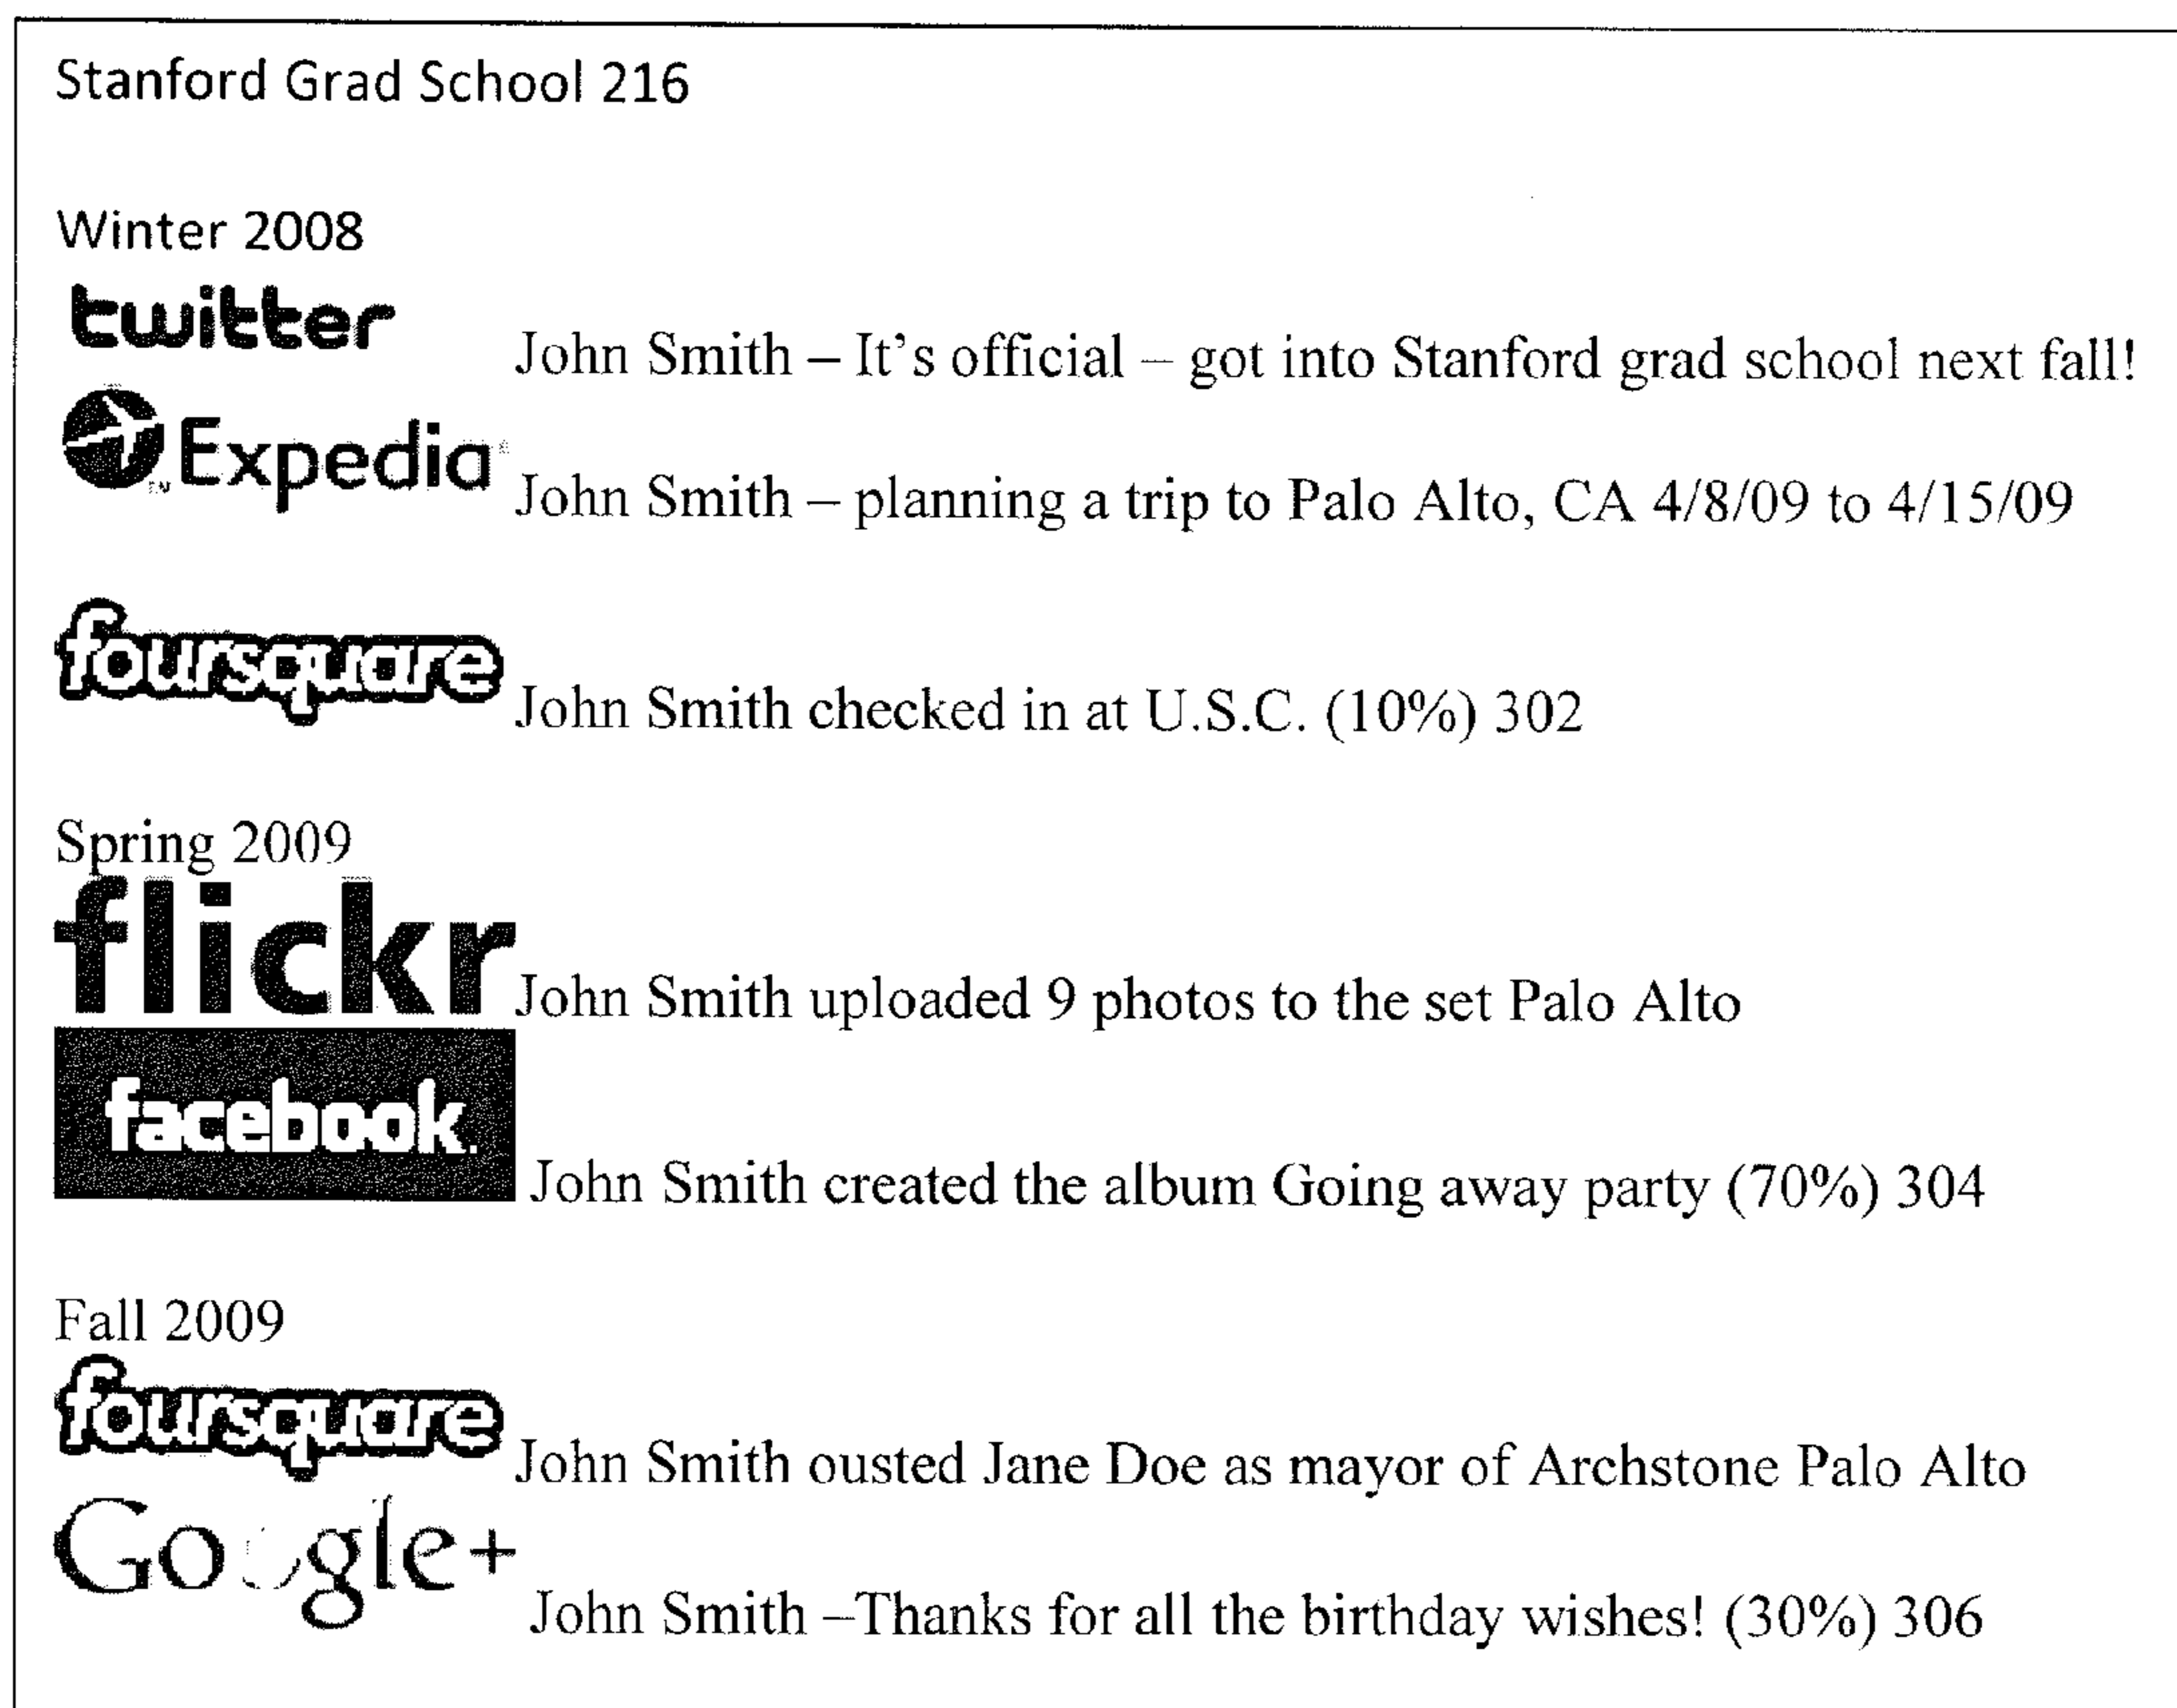 Stanford Grad School 216
Winter 2008
twitter John Smith – It's official – got into Stanford grad school next fall!
Expedia John Smith – planning a trip to Palo Alto, CA 4/8/09 to 4/15/09
foursquare John Smith checked in at U.S.C. (10%) 302
Spring 2009
flickr John Smith uploaded 9 photos to the set Palo Alto
facebook. John Smith created the album Going away party (70%) 304
Fall 2009
foursquare John Smith ousted Jane Doe as mayor of Archstone Palo Alto
Google+ John Smith –Thanks for all the birthday wishes! (30%) 306